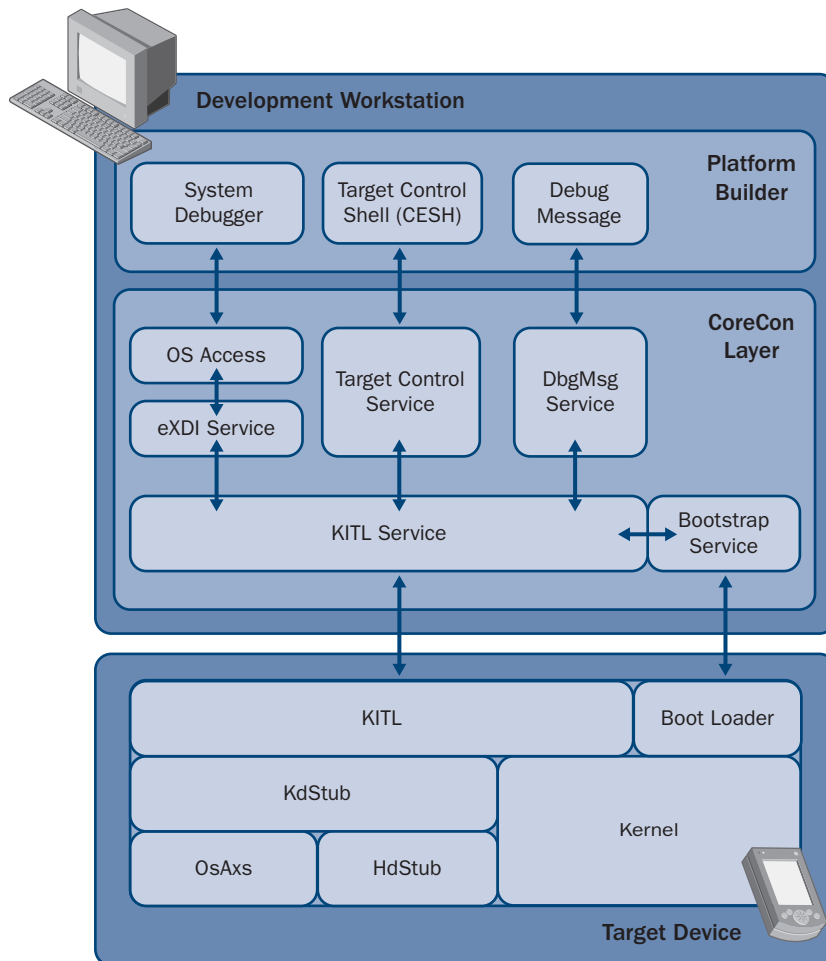 Development Workstation
Platform
Builder
System
Debugger
Target Control
Shell (CESH)
Debug
Message
CoreCon
Layer
OS Access
eXDI Service
Target Control
Service
DbgMsg
Service
KITL Service
Bootstrap
Service
KITL
Boot Loader
KdStub
Kernel
OsAxs
HdStub
Target Device